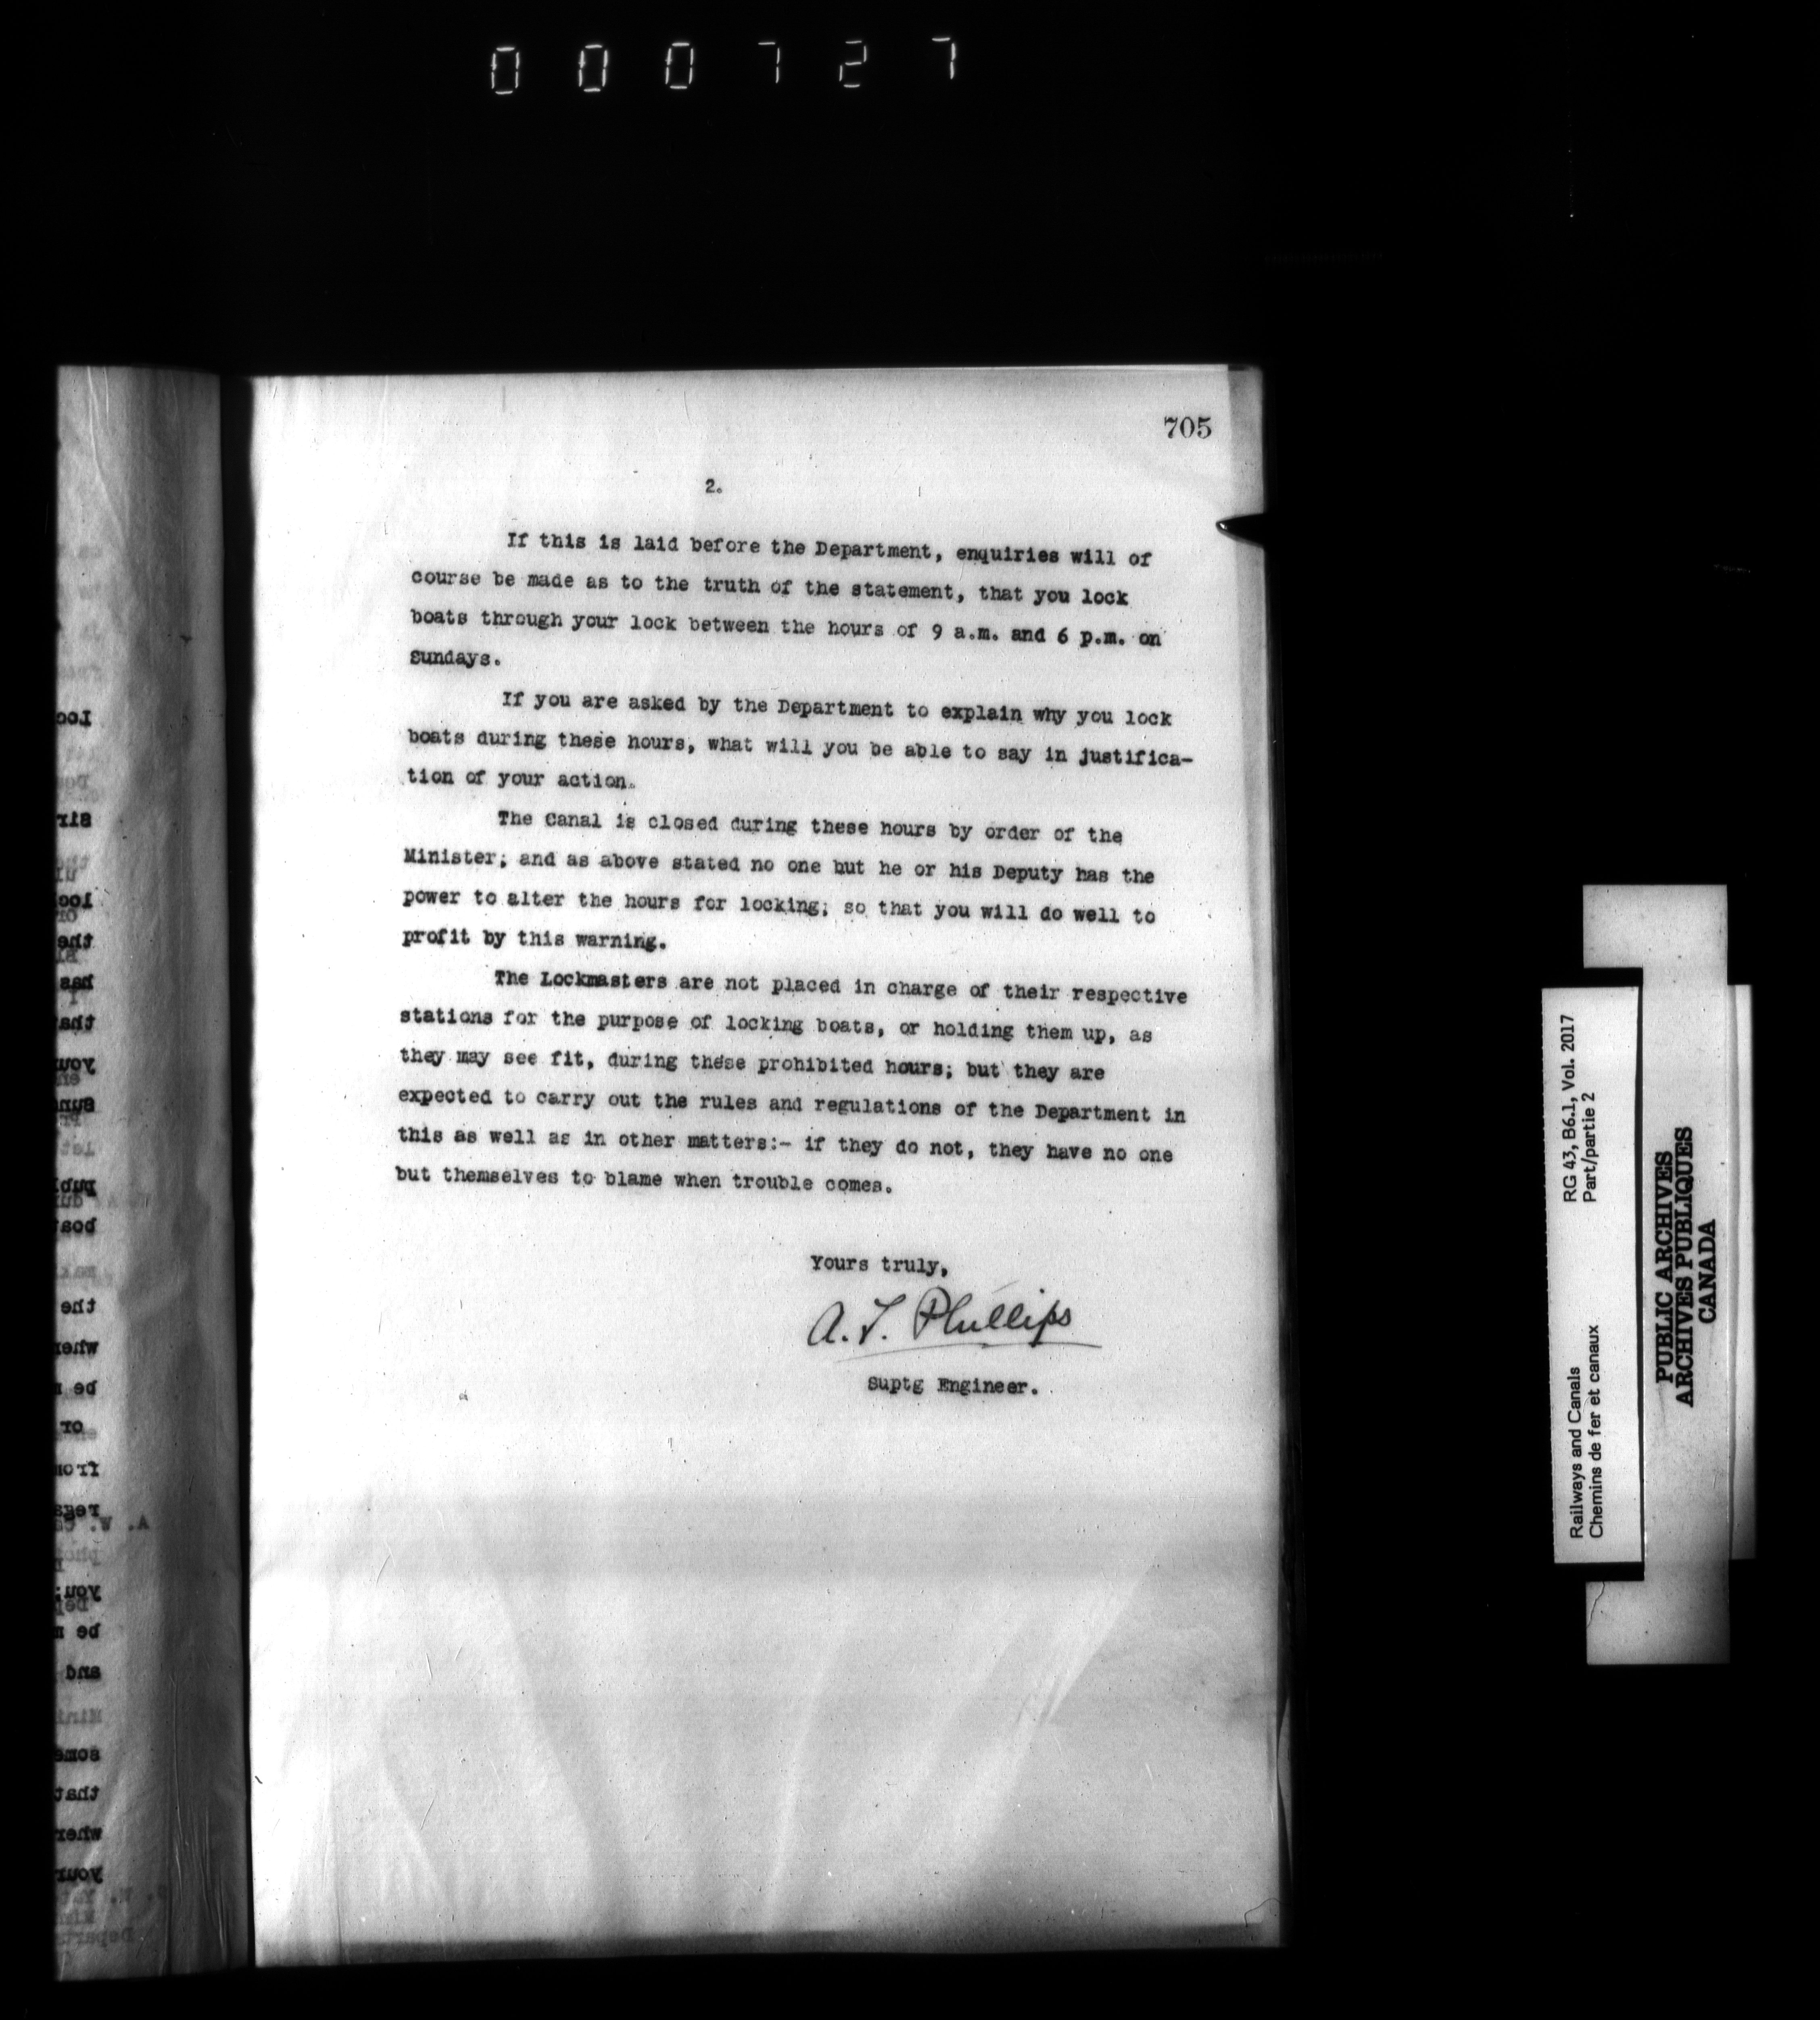 000727
705
2.
If this is laid before the Department, enquiries will of
course be made as to the truth of the statement, that you lock
boats through your lock between the hours of 9 a.m. and 6 p.m. on
Sundays.
If you are asked by the Department to explain why you lock
boats during these hours, what will you be able to say in justifica-
tion of your action.
The Canal is closed during these hours by order of the
Minister; and as above stated no one but he or his Deputy has the
power to alter the hours for locking; so that you will do well to
profit by this warning.
The Lockmasters are not placed in charge of their respective
stations for the purpose of locking boats, or holding them up, as
they may see fit, during these prohibited hours; but they are
expected to carry out the rules and regulations of the Department in
this as well as in other matters:- if they do not, they have no one
but themselves to blame when trouble comes.
Yours truly,
A. T. Phillips
Suptg Engineer.
Railways and Canals
Chemins de fer et canaux
RG 43, B6.1, Vol. 2017
Part/partie 2
PUBLIC ARCHIVES
ARCHIVES PUBLIQUES
CANADA